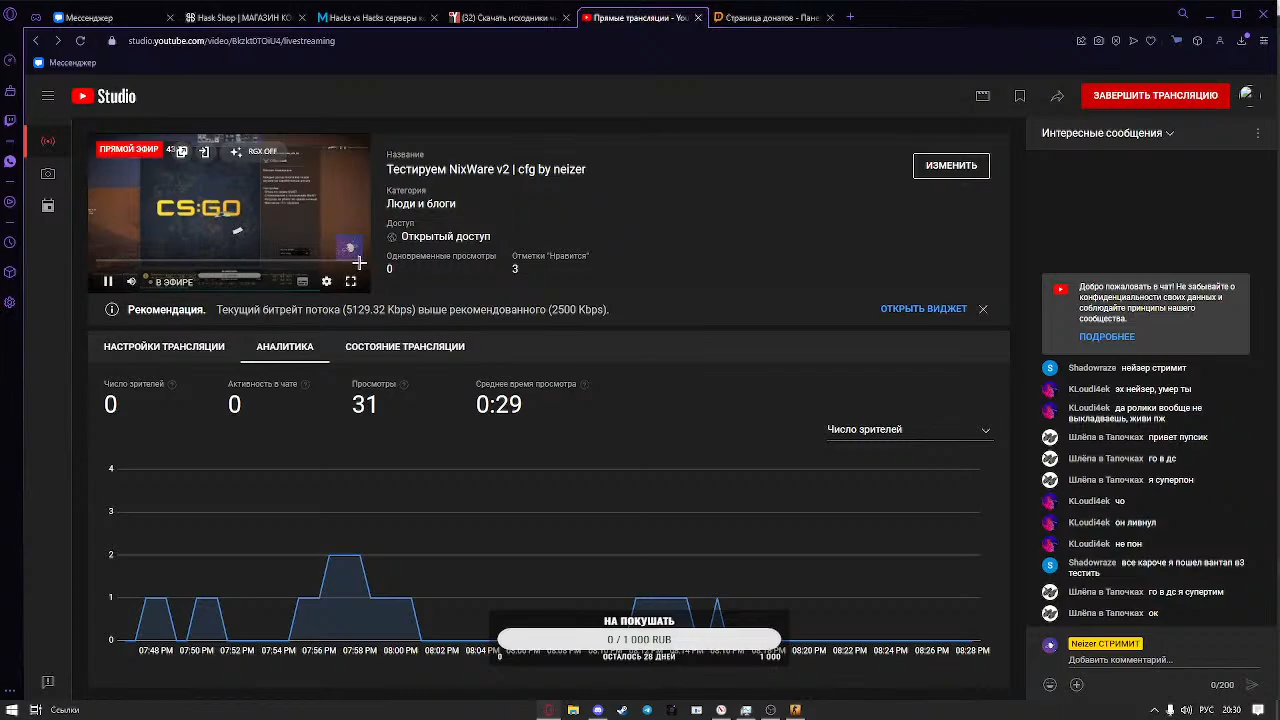 Мессенджер
Hask Shop | МАГАЗИН КО
Hacks vs Hacks серверы к
(32) Скачать исходники ч
Прямые трансляции - You
Страница донатов - Пане
studio.youtube.com/video/Bkzkt0TOiU4/livestreaming
Мессенджер
Studio
ЗАВЕРШИТЬ ТРАНСЛЯЦИЮ
ПРЯМОЙ ЭФИР
RGX:OFF
CS:GO
В ЭФИРЕ
Название
Тестируем NixWare v2 | cfg by neizer
ИЗМЕНИТЬ
Категория
Люди и блоги
Доступ
Открытый доступ
Одновременные просмотры
Отметки "Нравится"
0
3
Рекомендация. Текущий битрейт потока (5129.32 Kbps) выше рекомендованного (2500 Kbps).
ОТКРЫТЬ ВИДЖЕТ
НАСТРОЙКИ ТРАНСЛЯЦИИ
АНАЛИТИКА
СОСТОЯНИЕ ТРАНСЛЯЦИИ
Число зрителей
Активность в чате
Просмотры
Среднее время просмотра
0
0
31
0:29
Число зрителей
4
3
2
1
0
07:48 PM 07:50 PM 07:52 PM 07:54 PM 07:56 PM 07:58 PM 08:00 PM 08:02 PM 08:04 PM 08:20 PM 08:22 PM 08:24 PM 08:26 PM 08:28 PM
НА ПОКУШАТЬ
0 / 1 000 RUB
0
ОСТАЛОСЬ 28 ДНЕЙ
1 000
Интересные сообщения
Добро пожаловать в чат! Не забывайте о
конфиденциальности своих данных и
соблюдайте принципы нашего
сообщества.
ПОДРОБНЕЕ
Shadowraze нейзер стримит
KLoudi4ek эх нейзер, умер ты
KLoudi4ek да ролики вообще не
выкладваешь, живи пж
Шлёпа в Тапочках привет пупсик
Шлёпа в Тапочках го в дс
Шлёпа в Тапочках я суперпон
KLoudi4ek чо
KLoudi4ek он ливнул
KLoudi4ek не пон
Shadowraze все кароче я пошел вантап в3
тестить
Шлёпа в Тапочках го в дс я супертим
Шлёпа в Тапочках ок
Neizer СТРИМИТ
Добавить комментарий...
0/200
Ссылки
РУС
20:30